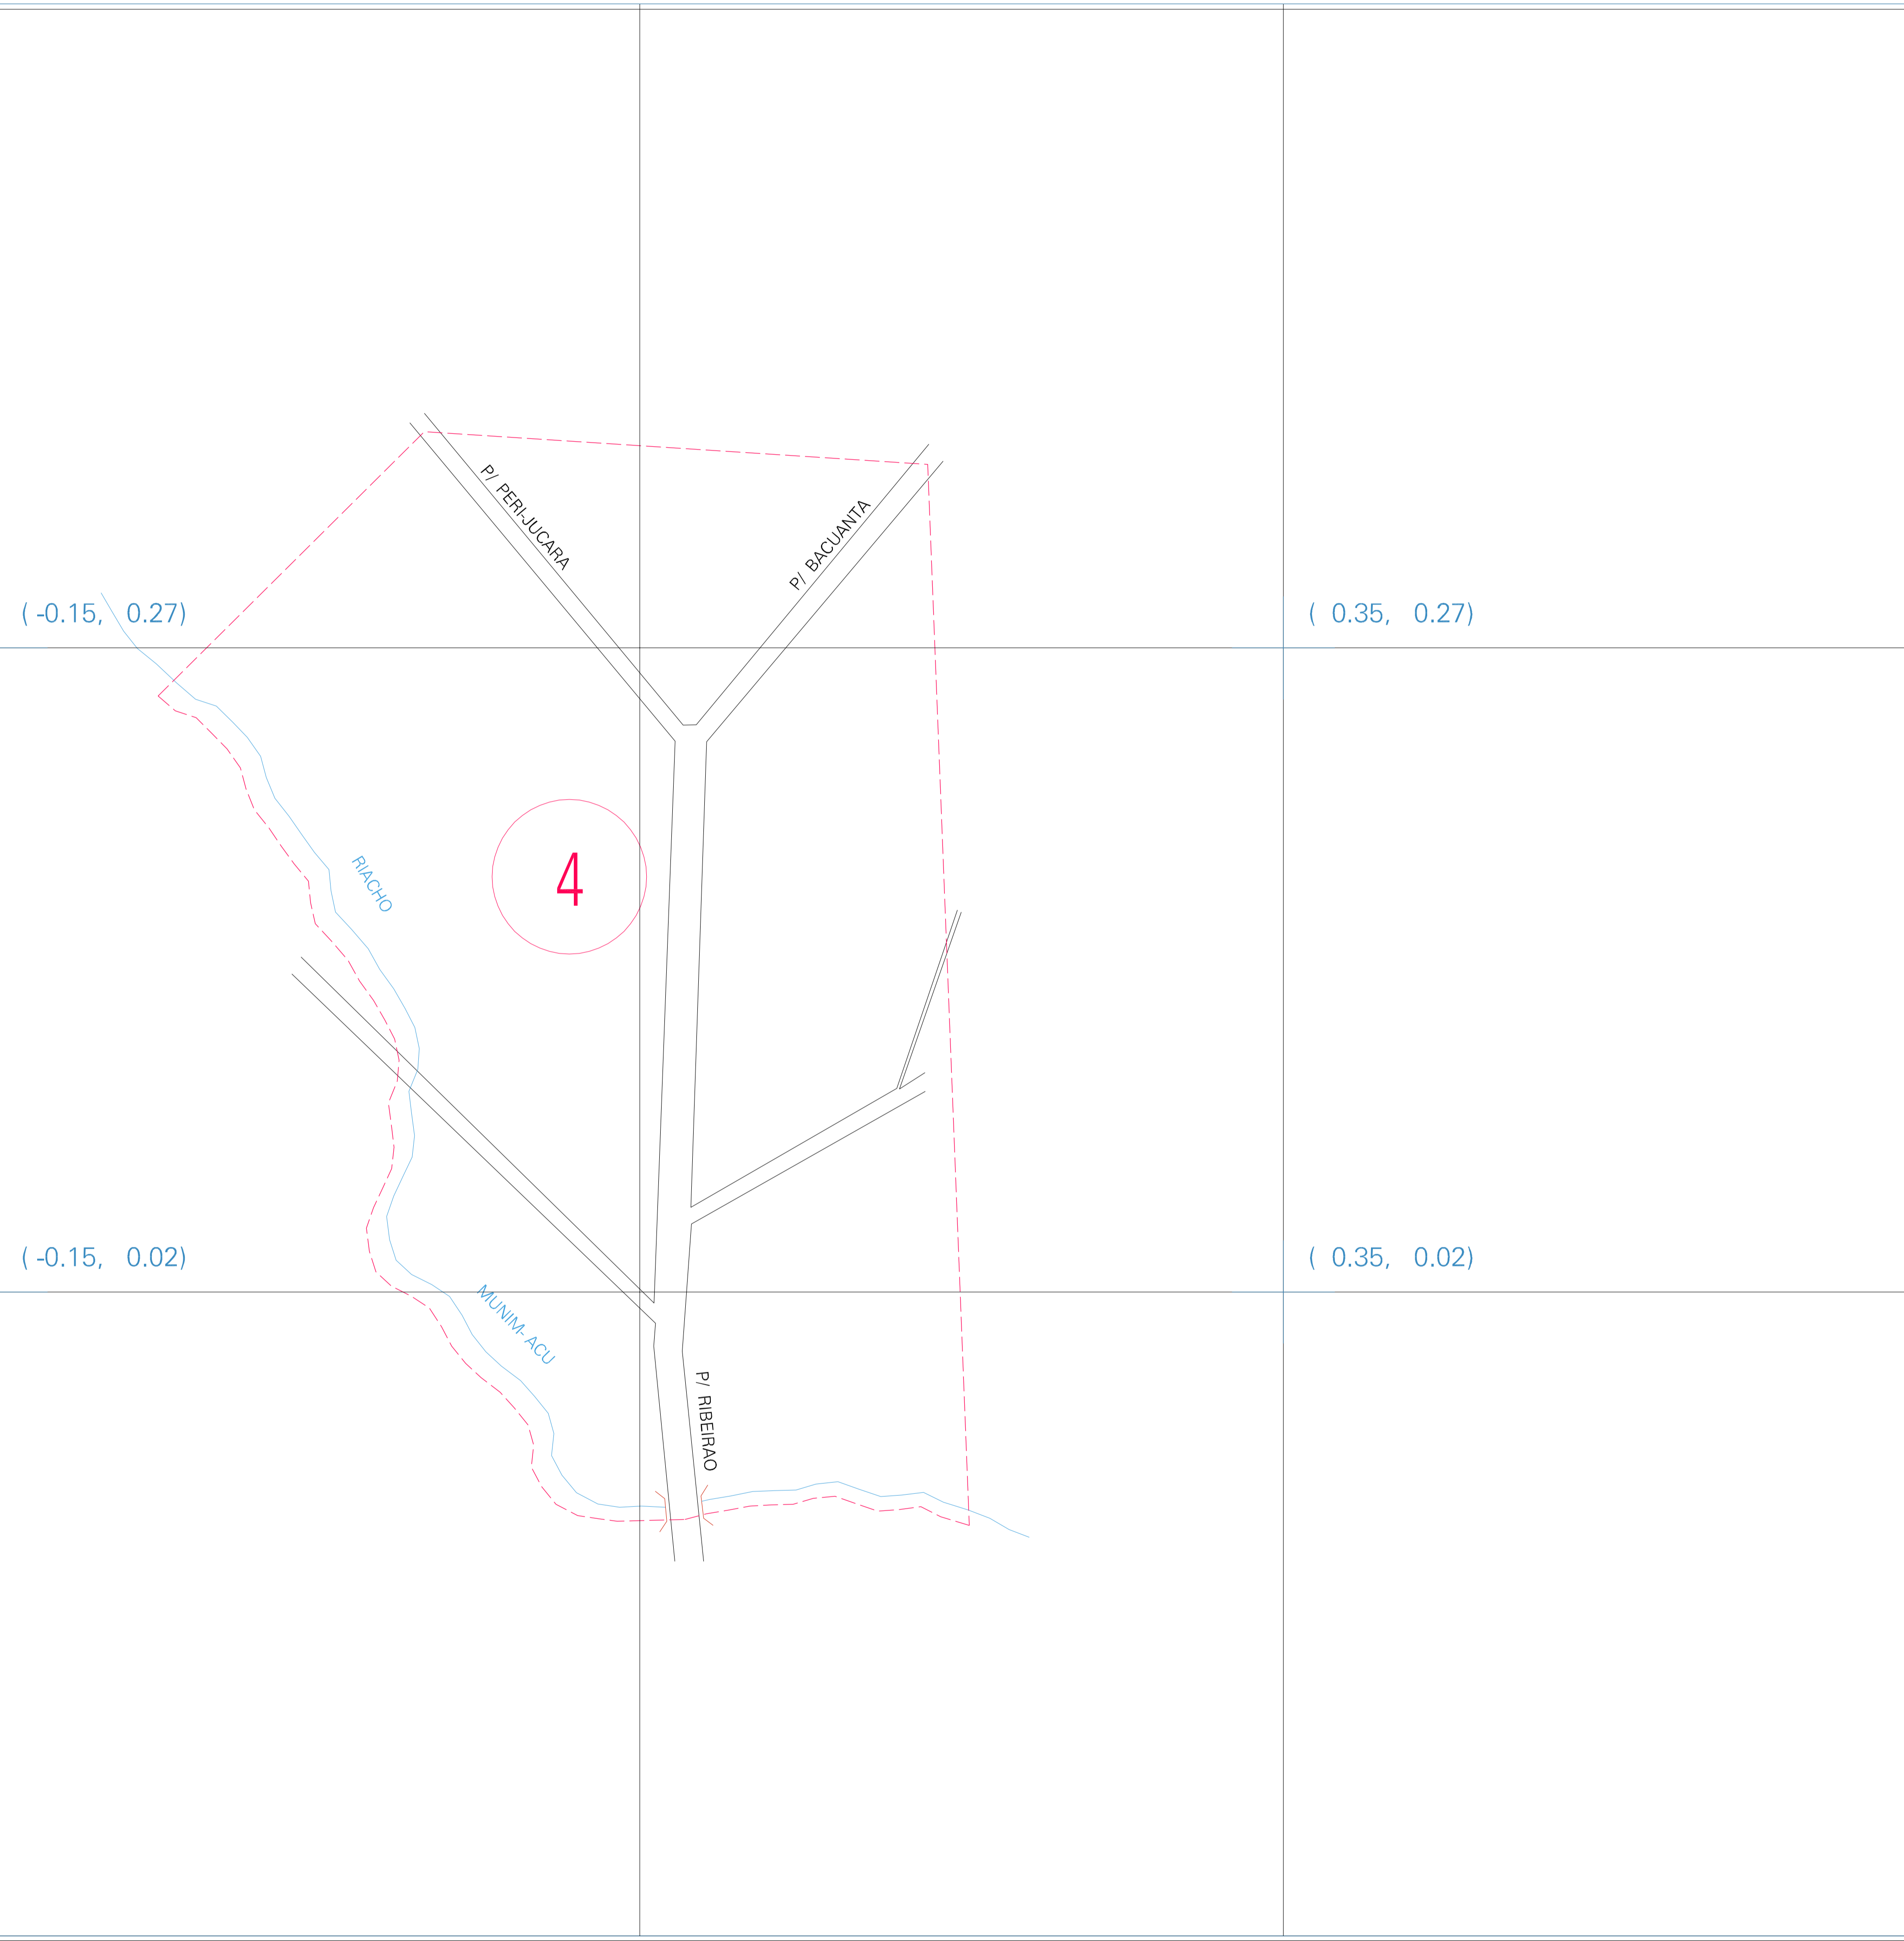 P/ PERI-JUCARA
P/ BACUANTA
( -0.15, 0.27)
( 0.35, 0.27)
4
RIACHO
( -0.15, 0.02)
( 0.35, 0.02)
MUNIM- ACU
P/ RIBEIRAO